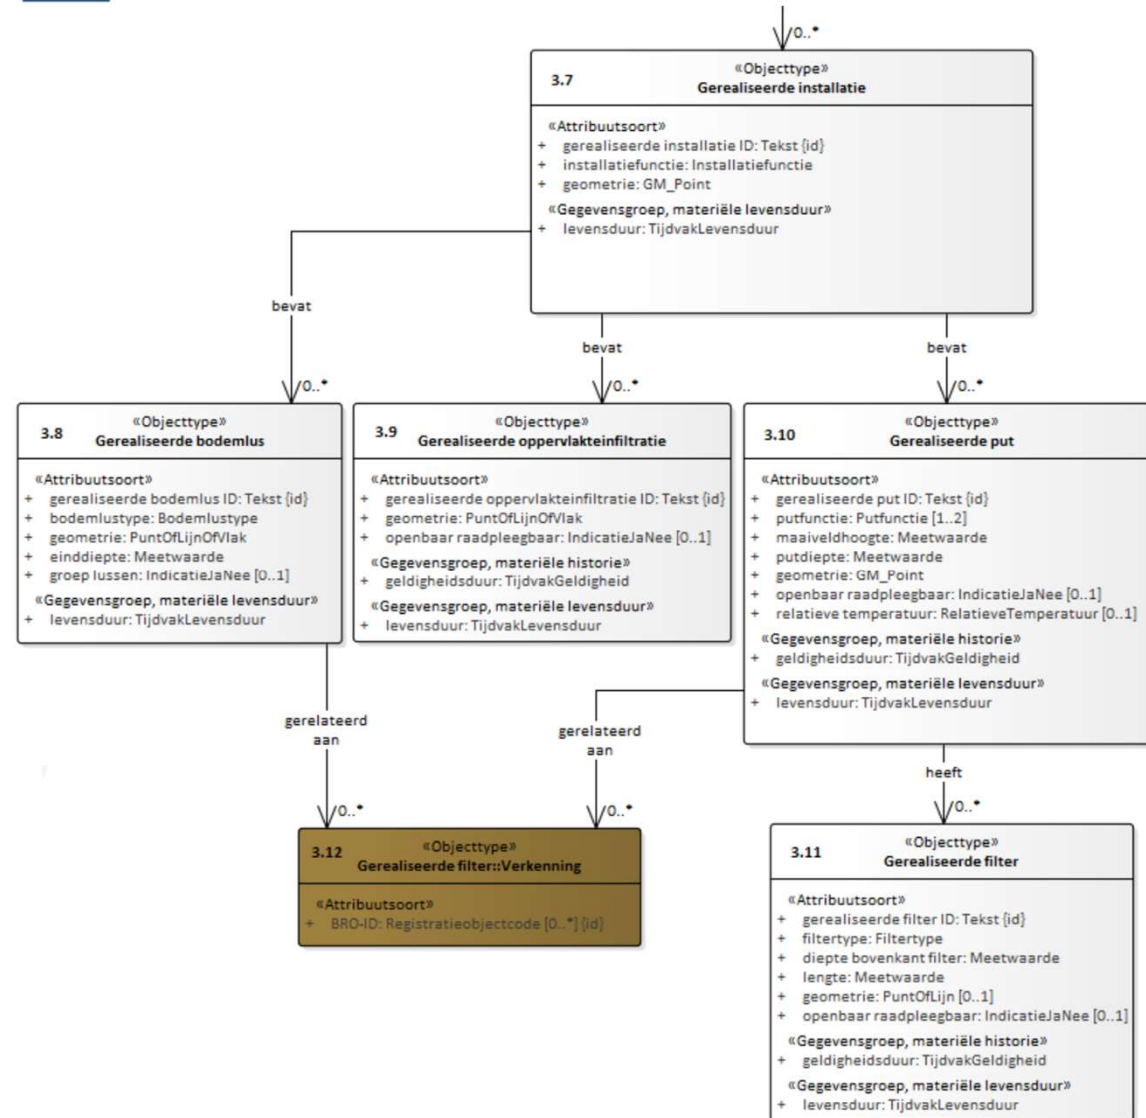 0..*
3.7
«Objecttype»
Gerealiseerde installatie
«Attribuutsoort»
+ gerealiseerde installatie ID: Tekst {id}
+ installatiefunctie: Installatiefunctie
+ geometrie: GM_Point
«Gegevensgroep, materiële levensduur»
+ levensduur: TijdvakLevensduur
bevat
0..*
bevat
0..*
bevat
0..*
3.8
«Objecttype»
Gerealiseerde bodemlus
«Attribuutsoort»
+ gerealiseerde bodemlus ID: Tekst {id}
+ bodemlustype: Bodemlustype
+ geometrie: PuntOfLijnOfVlak
+ einddiepte: Meetwaarde
+ groep lussen: IndicatieJaNee [0..1]
«Gegevensgroep, materiële levensduur»
+ levensduur: TijdvakLevensduur
3.9
«Objecttype»
Gerealiseerde oppervlakteinfiltratie
«Attribuutsoort»
+ gerealiseerde oppervlakteinfiltratie ID: Tekst {id}
+ geometrie: PuntOfLijnOfVlak
+ openbaar raadpleegbaar: IndicatieJaNee [0..1]
«Gegevensgroep, materiële historie»
+ geldigheidsduur: TijdvakGeldigheid
«Gegevensgroep, materiële levensduur»
+ levensduur: TijdvakLevensduur
3.10
«Objecttype»
Gerealiseerde put
«Attribuutsoort»
+ gerealiseerde put ID: Tekst {id}
+ putfunctie: Putfunctie [1..2]
+ maaiveldhoogte: Meetwaarde
+ putdiepte: Meetwaarde
+ geometrie: GM_Point
+ openbaar raadpleegbaar: IndicatieJaNee [0..1]
+ relatieve temperatuur: RelatieveTemperatuur [0..1]
«Gegevensgroep, materiële historie»
+ geldigheidsduur: TijdvakGeldigheid
«Gegevensgroep, materiële levensduur»
+ levensduur: TijdvakLevensduur
gerelateerd
aan
0..*
gerelateerd
aan
0..*
heeft
0..*
3.12
«Objecttype»
Gerealiseerde filter::Verkenning
«Attribuutsoort»
+ BRO-ID: Registratieobjectcode [0..*] {id}
3.11
«Objecttype»
Gerealiseerde filter
«Attribuutsoort»
+ gerealiseerde filter ID: Tekst {id}
+ filtertype: Filtertype
+ diepte bovenkant filter: Meetwaarde
+ lengte: Meetwaarde
+ geometrie: PuntOfLijn [0..1]
+ openbaar raadpleegbaar: IndicatieJaNee [0..1]
«Gegevensgroep, materiële historie»
+ geldigheidsduur: TijdvakGeldigheid
«Gegevensgroep, materiële levensduur»
+ levensduur: TijdvakLevensduur